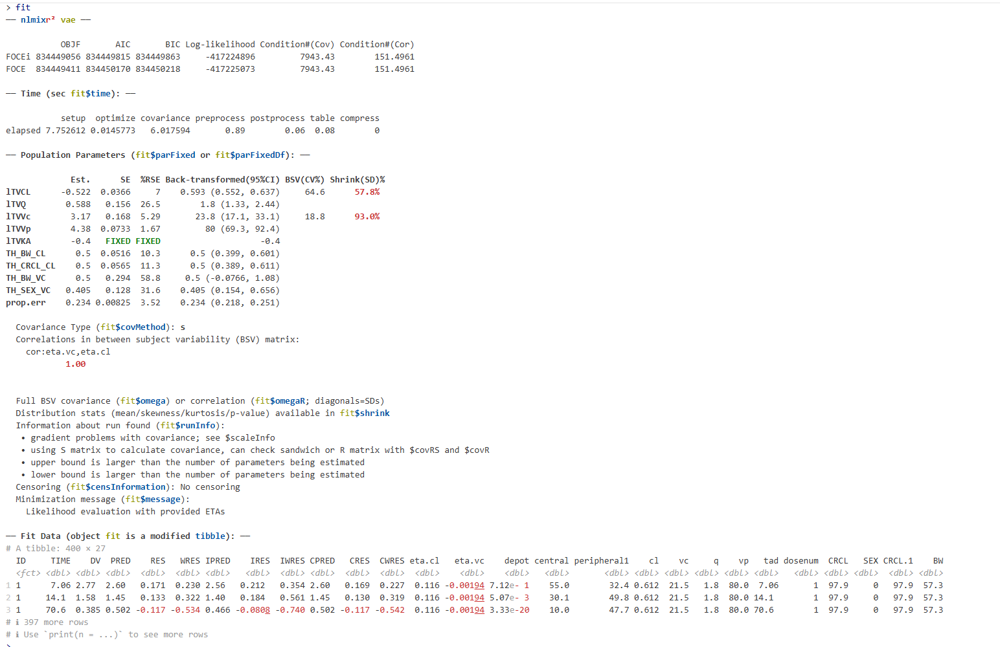 > fit
── nlmixr² vae ──
OBJF AIC BIC Log-likelihood Condition#(Cov) Condition#(Cor)
FOCEi 834449056 834449815 834449863 -417224896 7943.43 151.4961
FOCE 834449411 834450170 834450218 -417225073 7943.43 151.4961
── Time (sec fit$time): ──
setup optimize covariance preprocess postprocess table compress
elapsed 7.752612 0.0145773 6.017594 0.89 0.06 0.08 0
── Population Parameters (fit$parFixed or fit$parFixedDf): ──
Est. SE %RSE Back-transformed(95%CI) BSV(CV%) Shrink(SD)%
lTVCL -0.522 0.0366 7 0.593 (0.552, 0.637) 64.6 57.8%
lTVQ 0.588 0.156 26.5 1.8 (1.33, 2.44)
lTVVc 3.17 0.168 5.29 23.8 (17.1, 33.1) 18.8 93.0%
lTVVp 4.38 0.0733 1.67 80 (69.3, 92.4)
lTVKA -0.4 FIXED FIXED -0.4
TH_BW_CL 0.5 0.0516 10.3 0.5 (0.399, 0.601)
TH_CRCL_CL 0.5 0.0565 11.3 0.5 (0.389, 0.611)
TH_BW_VC 0.5 0.294 58.8 0.5 (-0.0766, 1.08)
TH_SEX_VC 0.405 0.128 31.6 0.405 (0.154, 0.656)
prop.err 0.234 0.00825 3.52 0.234 (0.218, 0.251)
Covariance Type (fit$covMethod): s
Correlations in between subject variability (BSV) matrix:
cor:eta.vc,eta.cl
1.00
Full BSV covariance (fit$omega) or correlation (fit$omegaR; diagonals=SDs)
Distribution stats (mean/skewness/kurtosis/p-value) available in fit$shrink
Information about run found (fit$runInfo):
• gradient problems with covariance; see $scaleInfo
• using S matrix to calculate covariance, can check sandwich or R matrix with $covRS and $covR
• upper bound is larger than the number of parameters being estimated
• lower bound is larger than the number of parameters being estimated
Censoring (fit$censInformation): No censoring
Minimization message (fit$message):
Likelihood evaluation with provided ETAs
── Fit Data (object fit is a modified tibble): ──
# A tibble: 400 × 27
ID TIME DV PRED RES WRES IPRED IRES IWRES CPRED CRES CWRES eta.cl eta.vc depot central peripheral1 cl vc q vp tad dosenum CRCL SEX CRCL.1 BW
<fct> <dbl> <dbl> <dbl> <dbl> <dbl> <dbl> <dbl> <dbl> <dbl> <dbl> <dbl> <dbl> <dbl> <dbl> <dbl> <dbl> <dbl> <dbl> <dbl> <dbl> <dbl> <dbl> <dbl> <dbl> <dbl> <dbl>
1 1 7.06 2.77 2.60 0.171 0.230 2.56 0.212 0.354 2.60 0.169 0.227 0.116 -0.00194 7.12e- 1 55.0 32.4 0.612 21.5 1.8 80.0 7.06 1 97.9 0 97.9 57.3
2 1 14.1 1.58 1.45 0.133 0.322 1.40 0.184 0.561 1.45 0.130 0.319 0.116 -0.00194 5.07e- 3 30.1 49.8 0.612 21.5 1.8 80.0 14.1 1 97.9 0 97.9 57.3
3 1 70.6 0.385 0.502 -0.117 -0.534 0.466 -0.0808 -0.740 0.502 -0.117 -0.542 0.116 -0.00194 3.33e-20 10.0 47.7 0.612 21.5 1.8 80.0 70.6 1 97.9 0 97.9 57.3
# ℹ 397 more rows
# ℹ Use `print(n = ...)` to see more rows
>